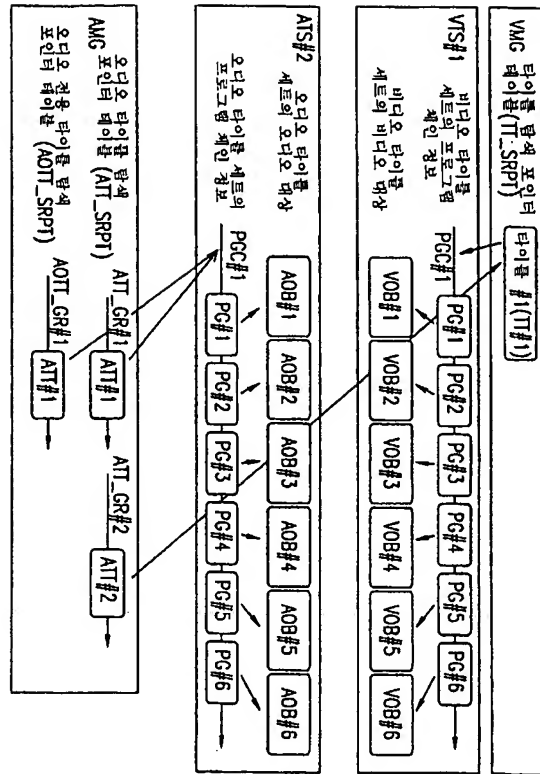 VMG
타이틀 탐색 포인터
테이블(TT_SRPT)
타이틀 #1(TT#1)
VTS#1
비디오 타이틀
세트의 프로그램
체인 정보
PGC#1
PG#1
PG#2
PG#3
PG#4
PG#5
PG#6
비디오 타이틀
세트의 비디오 대상
VOB#1
VOB#2
VOB#3
VOB#4
VOB#5
VOB#6
ATS#2
오디오 타이틀
세트의 오디오 대상
AOB#1
AOB#2
AOB#3
AOB#4
AOB#5
AOB#6
오디오 타이틀 세트의
프로그램 체인 정보
PGC#1
PG#1
PG#2
PG#3
PG#4
PG#5
PG#6
AMG
오디오 타이틀 탐색
포인터 테이블 (ATT_SRPT)
ATT_GR#1
ATT#1
ATT_GR#2
ATT#2
오디오 전용 타이틀 탐색
포인터 테이블 (AOTT_SRPT)
AOTT_GR#1
ATT#1